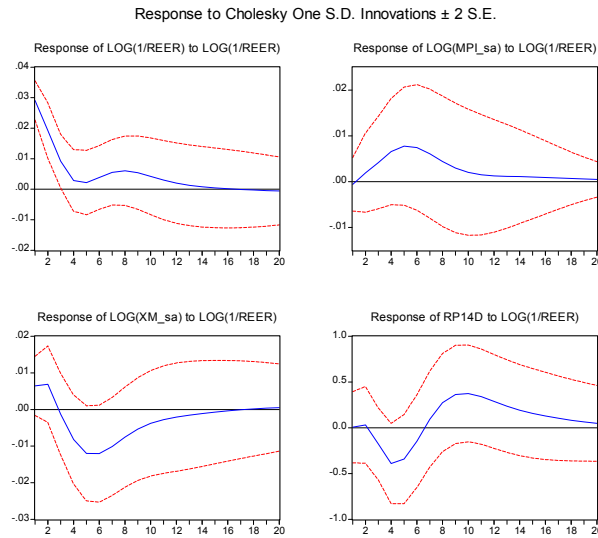 Response to Cholesky One S.D. Innovations ± 2 S.E.
Response of LOG(1/REER) to LOG(1/REER)
.04
.03
.02
.01
.00
-.01
-.02
2 4 6 8 10 12 14 16 18 20
Response of LOG(MPI_sa) to LOG(1/REER)
.02
.01
.00
-.01
2 4 6 8 10 12 14 16 18 20
Response of LOG(XM_sa) to LOG(1/REER)
.02
.01
.00
-.01
-.02
-.03
2 4 6 8 10 12 14 16 18 20
Response of RP14D to LOG(1/REER)
1.0
0.5
0.0
-0.5
-1.0
2 4 6 8 10 12 14 16 18 20